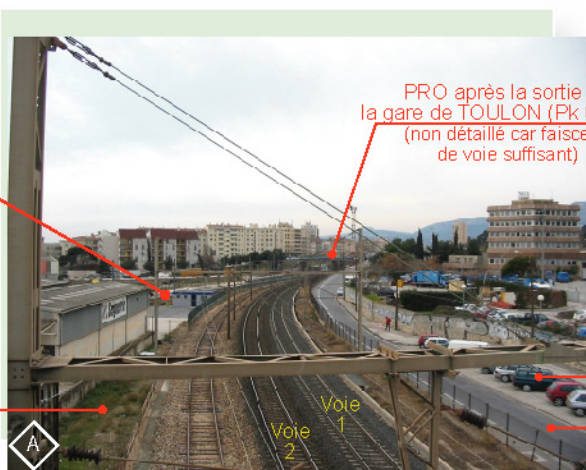 PRO après la sortie
la gare de TOULON (Pk
(non détaillé car faisce
de voie suffisant)
Voie
1
Voie
2
A